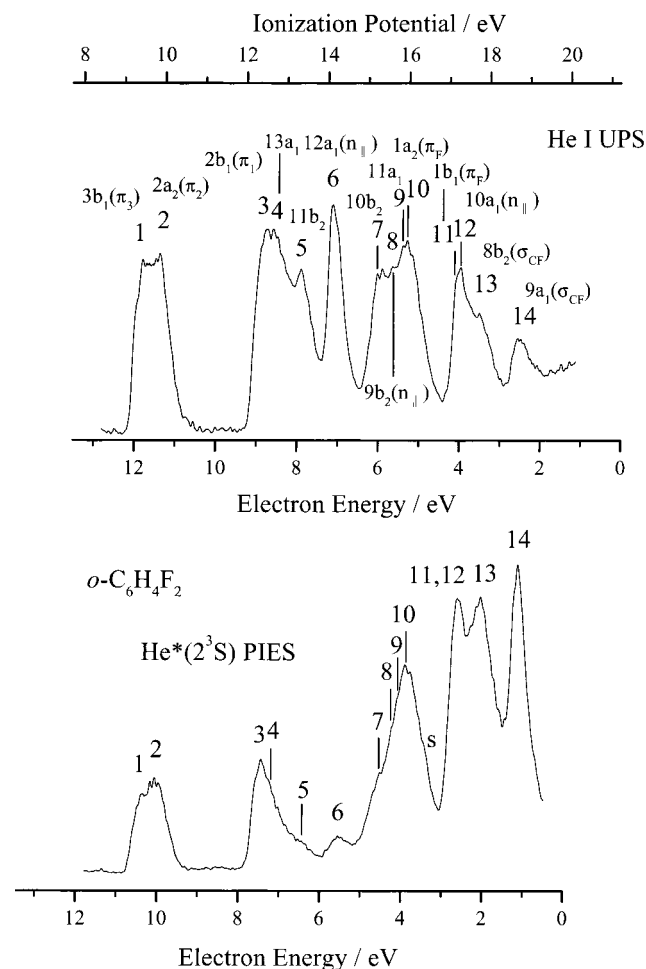 Ionization Potential / eV
8 10 12 14 16 18 20
He I UPS
13a₁ 12a₁(n∥) 1a₂(π_F)
2b₁(π₁) 11a₁ 1b₁(π_F)
3b₁(π₃) 2a₂(π₂) 11b₂ 10b₂ 10a₁(n∥)
8b₂(σ_CF)
9a₁(σ_CF)
1 2 3 4 5 6 7 8 9 10 11 12 13 14
9b₂(n∥)
12 10 8 6 4 2 0
Electron Energy / eV
o-C₆H₄F₂
He*(2³S) PIES
1 2 3 4 5 6 7 8 9 10 s 11,12 13 14
12 10 8 6 4 2 0
Electron Energy / eV